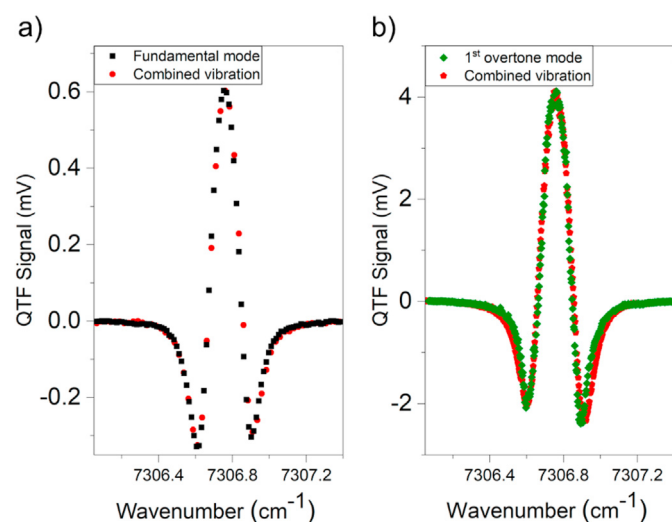 a)
Fundamental mode
Combined vibration
QTF Signal (mV)
0.6
0.4
0.2
0.0
-0.2
7306.4 7306.8 7307.2
Wavenumber (cm⁻¹)
b)
1st overtone mode
Combined vibration
QTF Signal (mV)
4
2
0
-2
7306.4 7306.8 7307.2
Wavenumber (cm⁻¹)